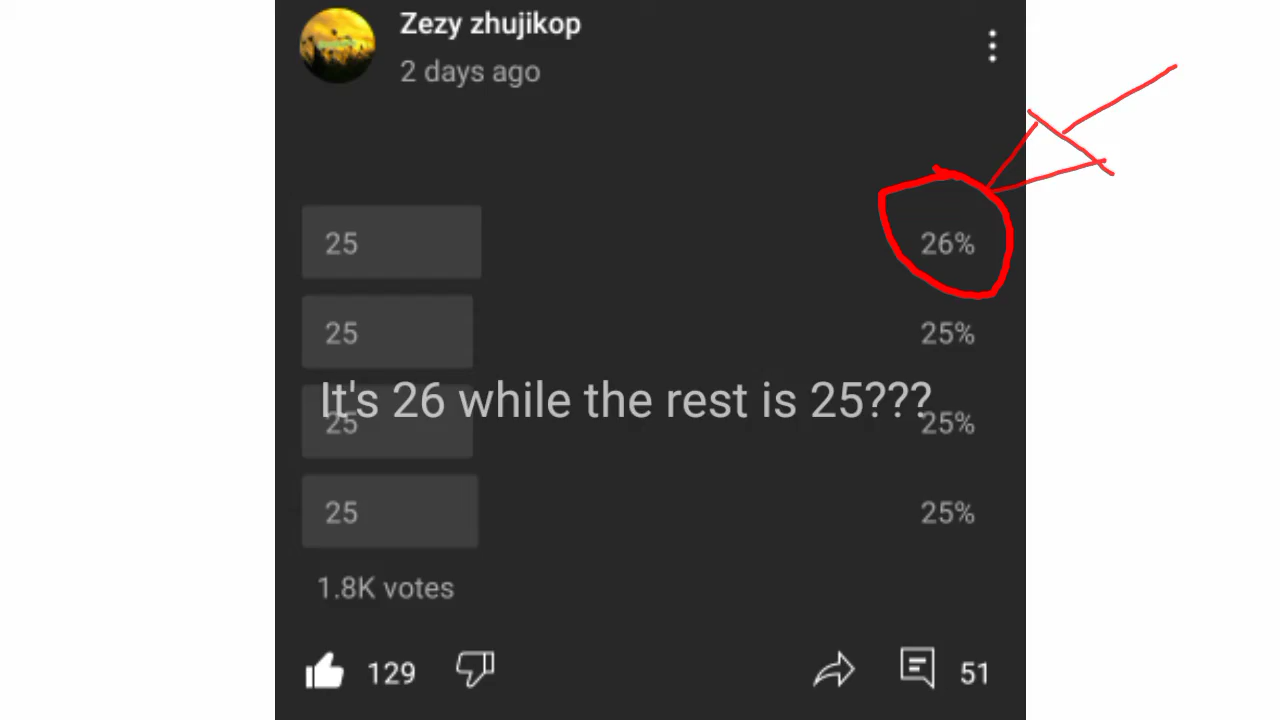 Zezy zhujikop
2 days ago
25 26%
25 25%
It's 26 while the rest is 25???
25 25%
25 25%
1.8K votes
129 51